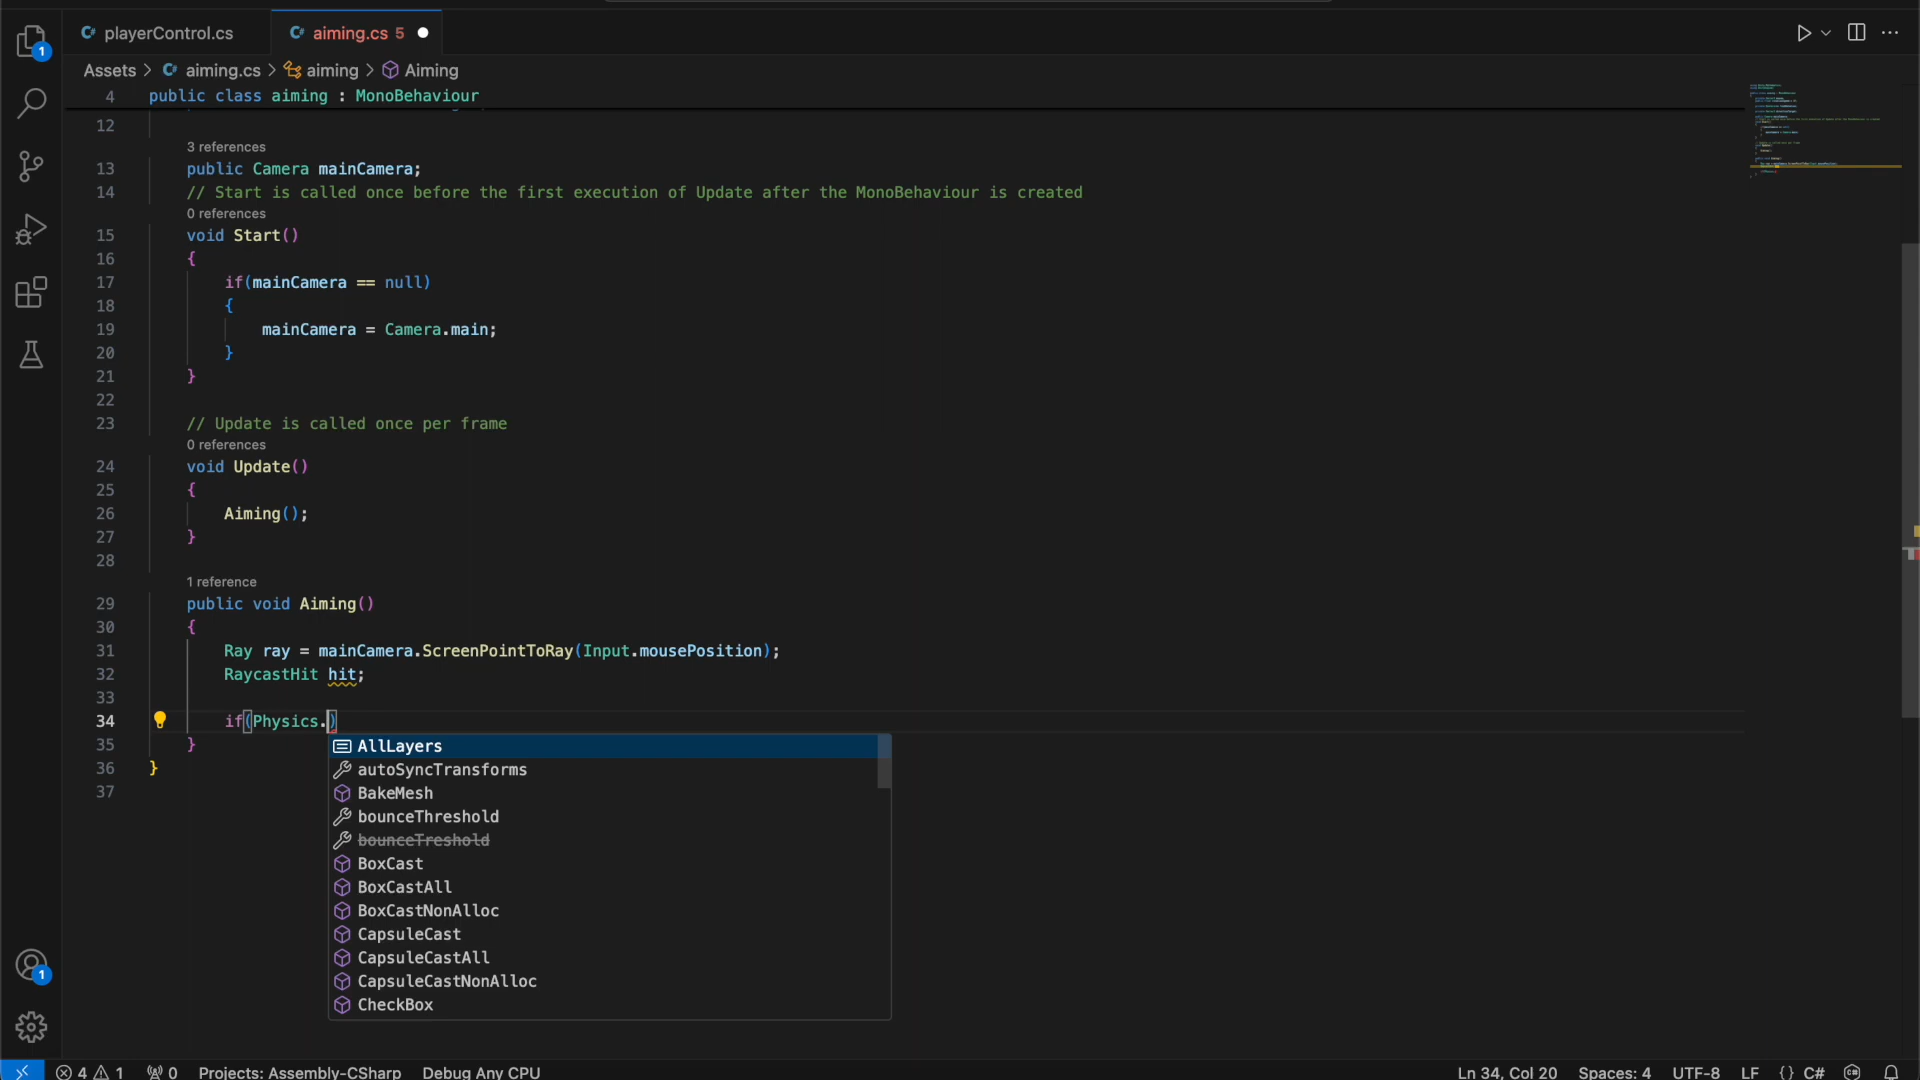 playerControl.cs
aiming.cs 5
Assets > aiming.cs > aiming > Aiming
4 public class aiming : MonoBehaviour
12
3 references
13 public Camera mainCamera;
14 // Start is called once before the first execution of Update after the MonoBehaviour is created
0 references
15 void Start()
16 {
17 if(mainCamera == null)
18 {
19 mainCamera = Camera.main;
20 }
21 }
22
23 // Update is called once per frame
0 references
24 void Update()
25 {
26 Aiming();
27 }
28
1 reference
29 public void Aiming()
30 {
31 Ray ray = mainCamera.ScreenPointToRay(Input.mousePosition);
32 RaycastHit hit;
33
34 if(Physics.)
35 }
36 }
37
AllLayers
autoSyncTransforms
BakeMesh
bounceThreshold
bounceTreshold
BoxCast
BoxCastAll
BoxCastNonAlloc
CapsuleCast
CapsuleCastAll
CapsuleCastNonAlloc
CheckBox
1
1
4 1 0 Projects: Assembly-CSharp Debug Any CPU Ln 34, Col 20 Spaces: 4 UTF-8 LF {} C#